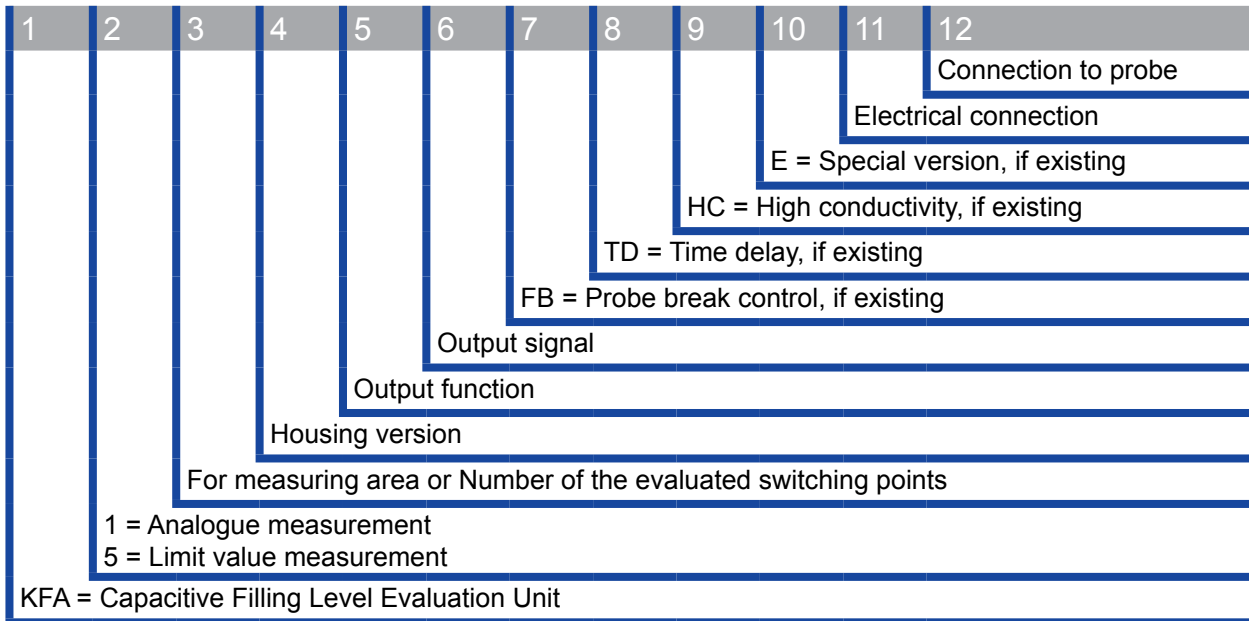 1 2 3 4 5 6 7 8 9 10 11 12
Connection to probe
Electrical connection
E = Special version, if existing
HC = High conductivity, if existing
TD = Time delay, if existing
FB = Probe break control, if existing
Output signal
Output function
Housing version
For measuring area or Number of the evaluated switching points
1 = Analogue measurement
5 = Limit value measurement
KFA = Capacitive Filling Level Evaluation Unit